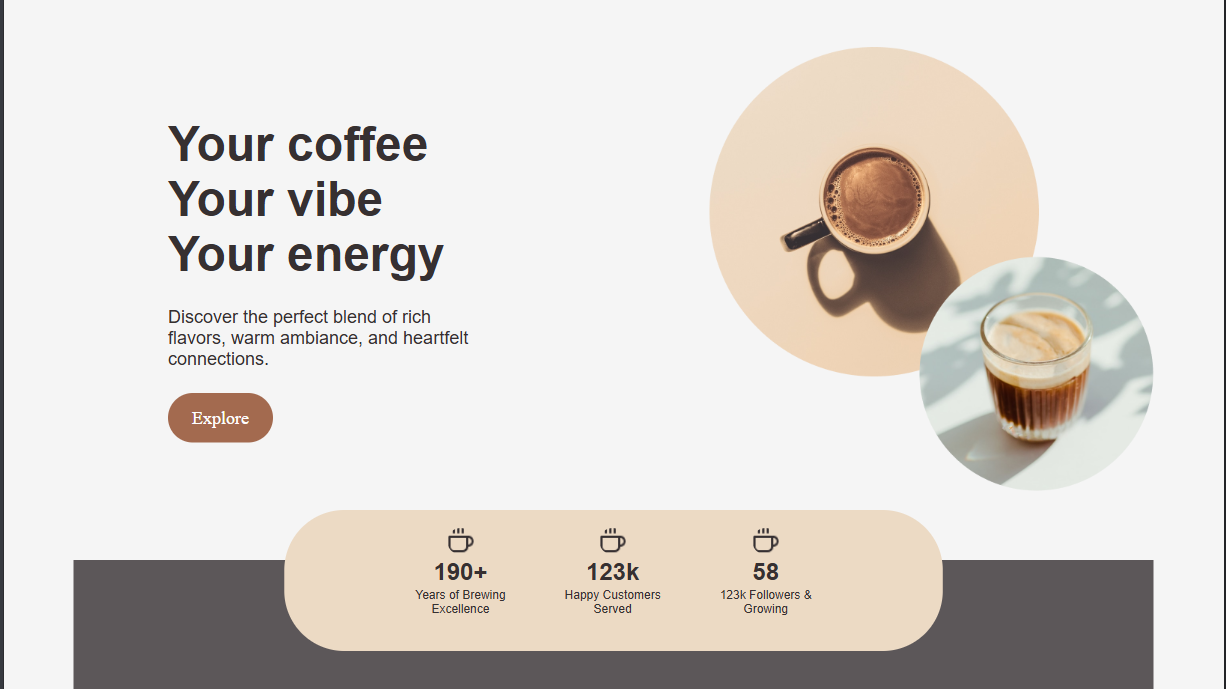 Your coffee
Your vibe
Your energy
Discover the perfect blend of rich
flavors, warm ambiance, and heartfelt
connections.
Explore
190+
Years of Brewing
Excellence
123k
Happy Customers
Served
58
123k Followers &
Growing